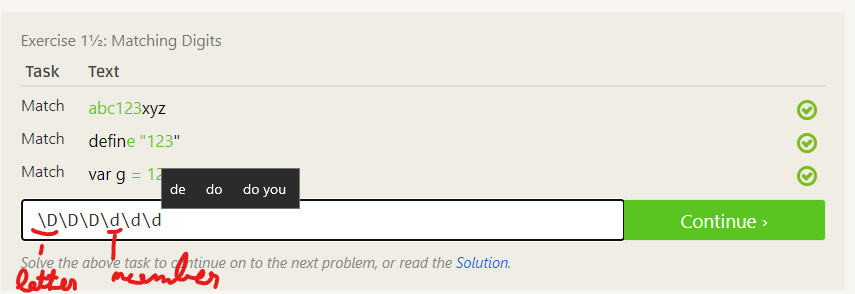 Exercise 1½: Matching Digits
Task Text
Match abc123xyz
Match define "123"
Match var g = 12
de do do you
\D\D\D\d\d\d
Continue ›
Solve the above task to continue on to the next problem, or read the Solution.
letter number